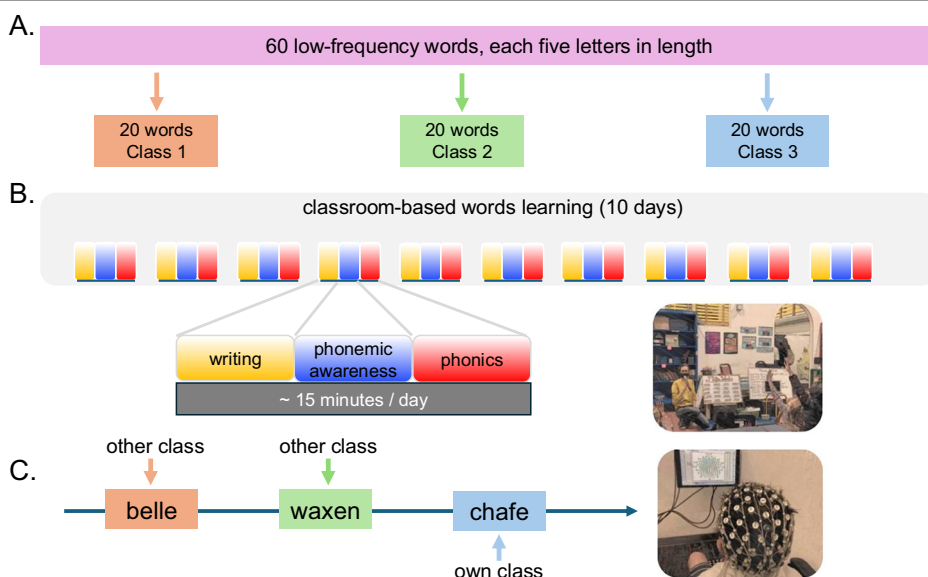 A.
60 low-frequency words, each five letters in length
20 words
Class 1
20 words
Class 2
20 words
Class 3
B.
classroom-based words learning (10 days)
writing
phonemic
awareness
phonics
~ 15 minutes / day
C.
other class
other class
belle
waxen
chafe
own class